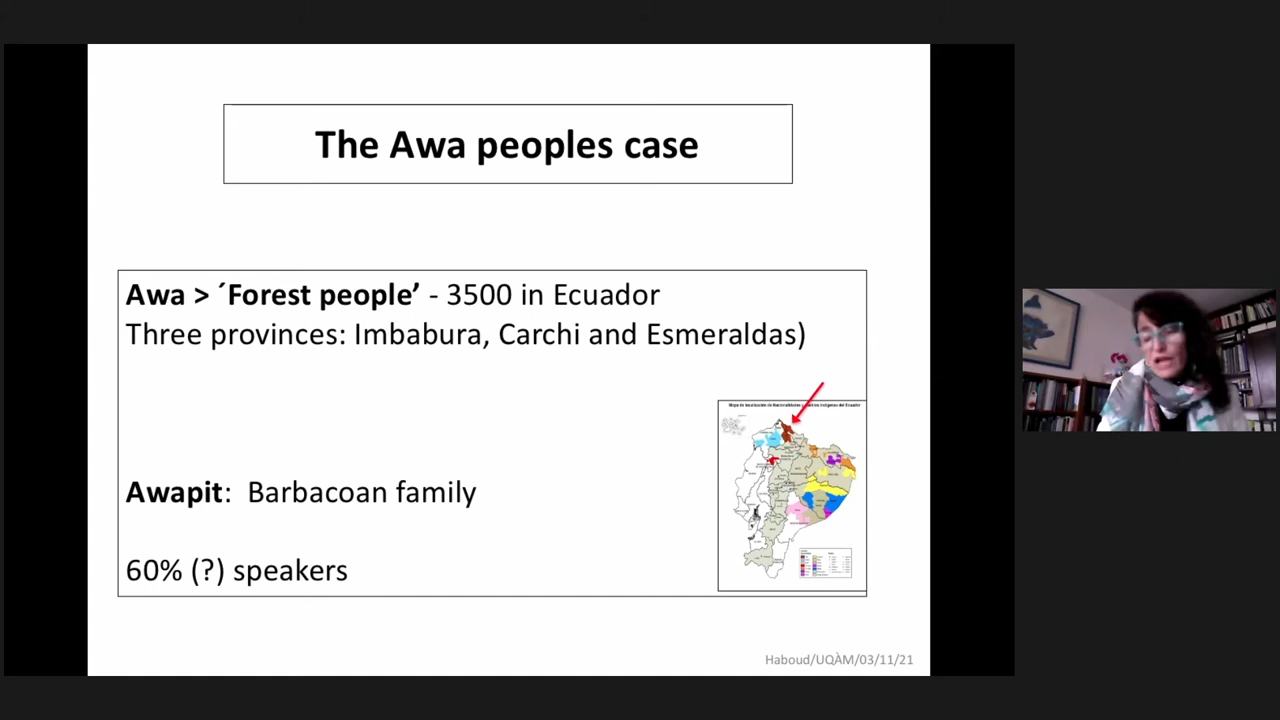 The Awa peoples case
Awa > ´Forest people’ - 3500 in Ecuador
Three provinces: Imbabura, Carchi and Esmeraldas)
Awapit: Barbacoan family
60% (?) speakers
Haboud/UQÀM/03/11/21